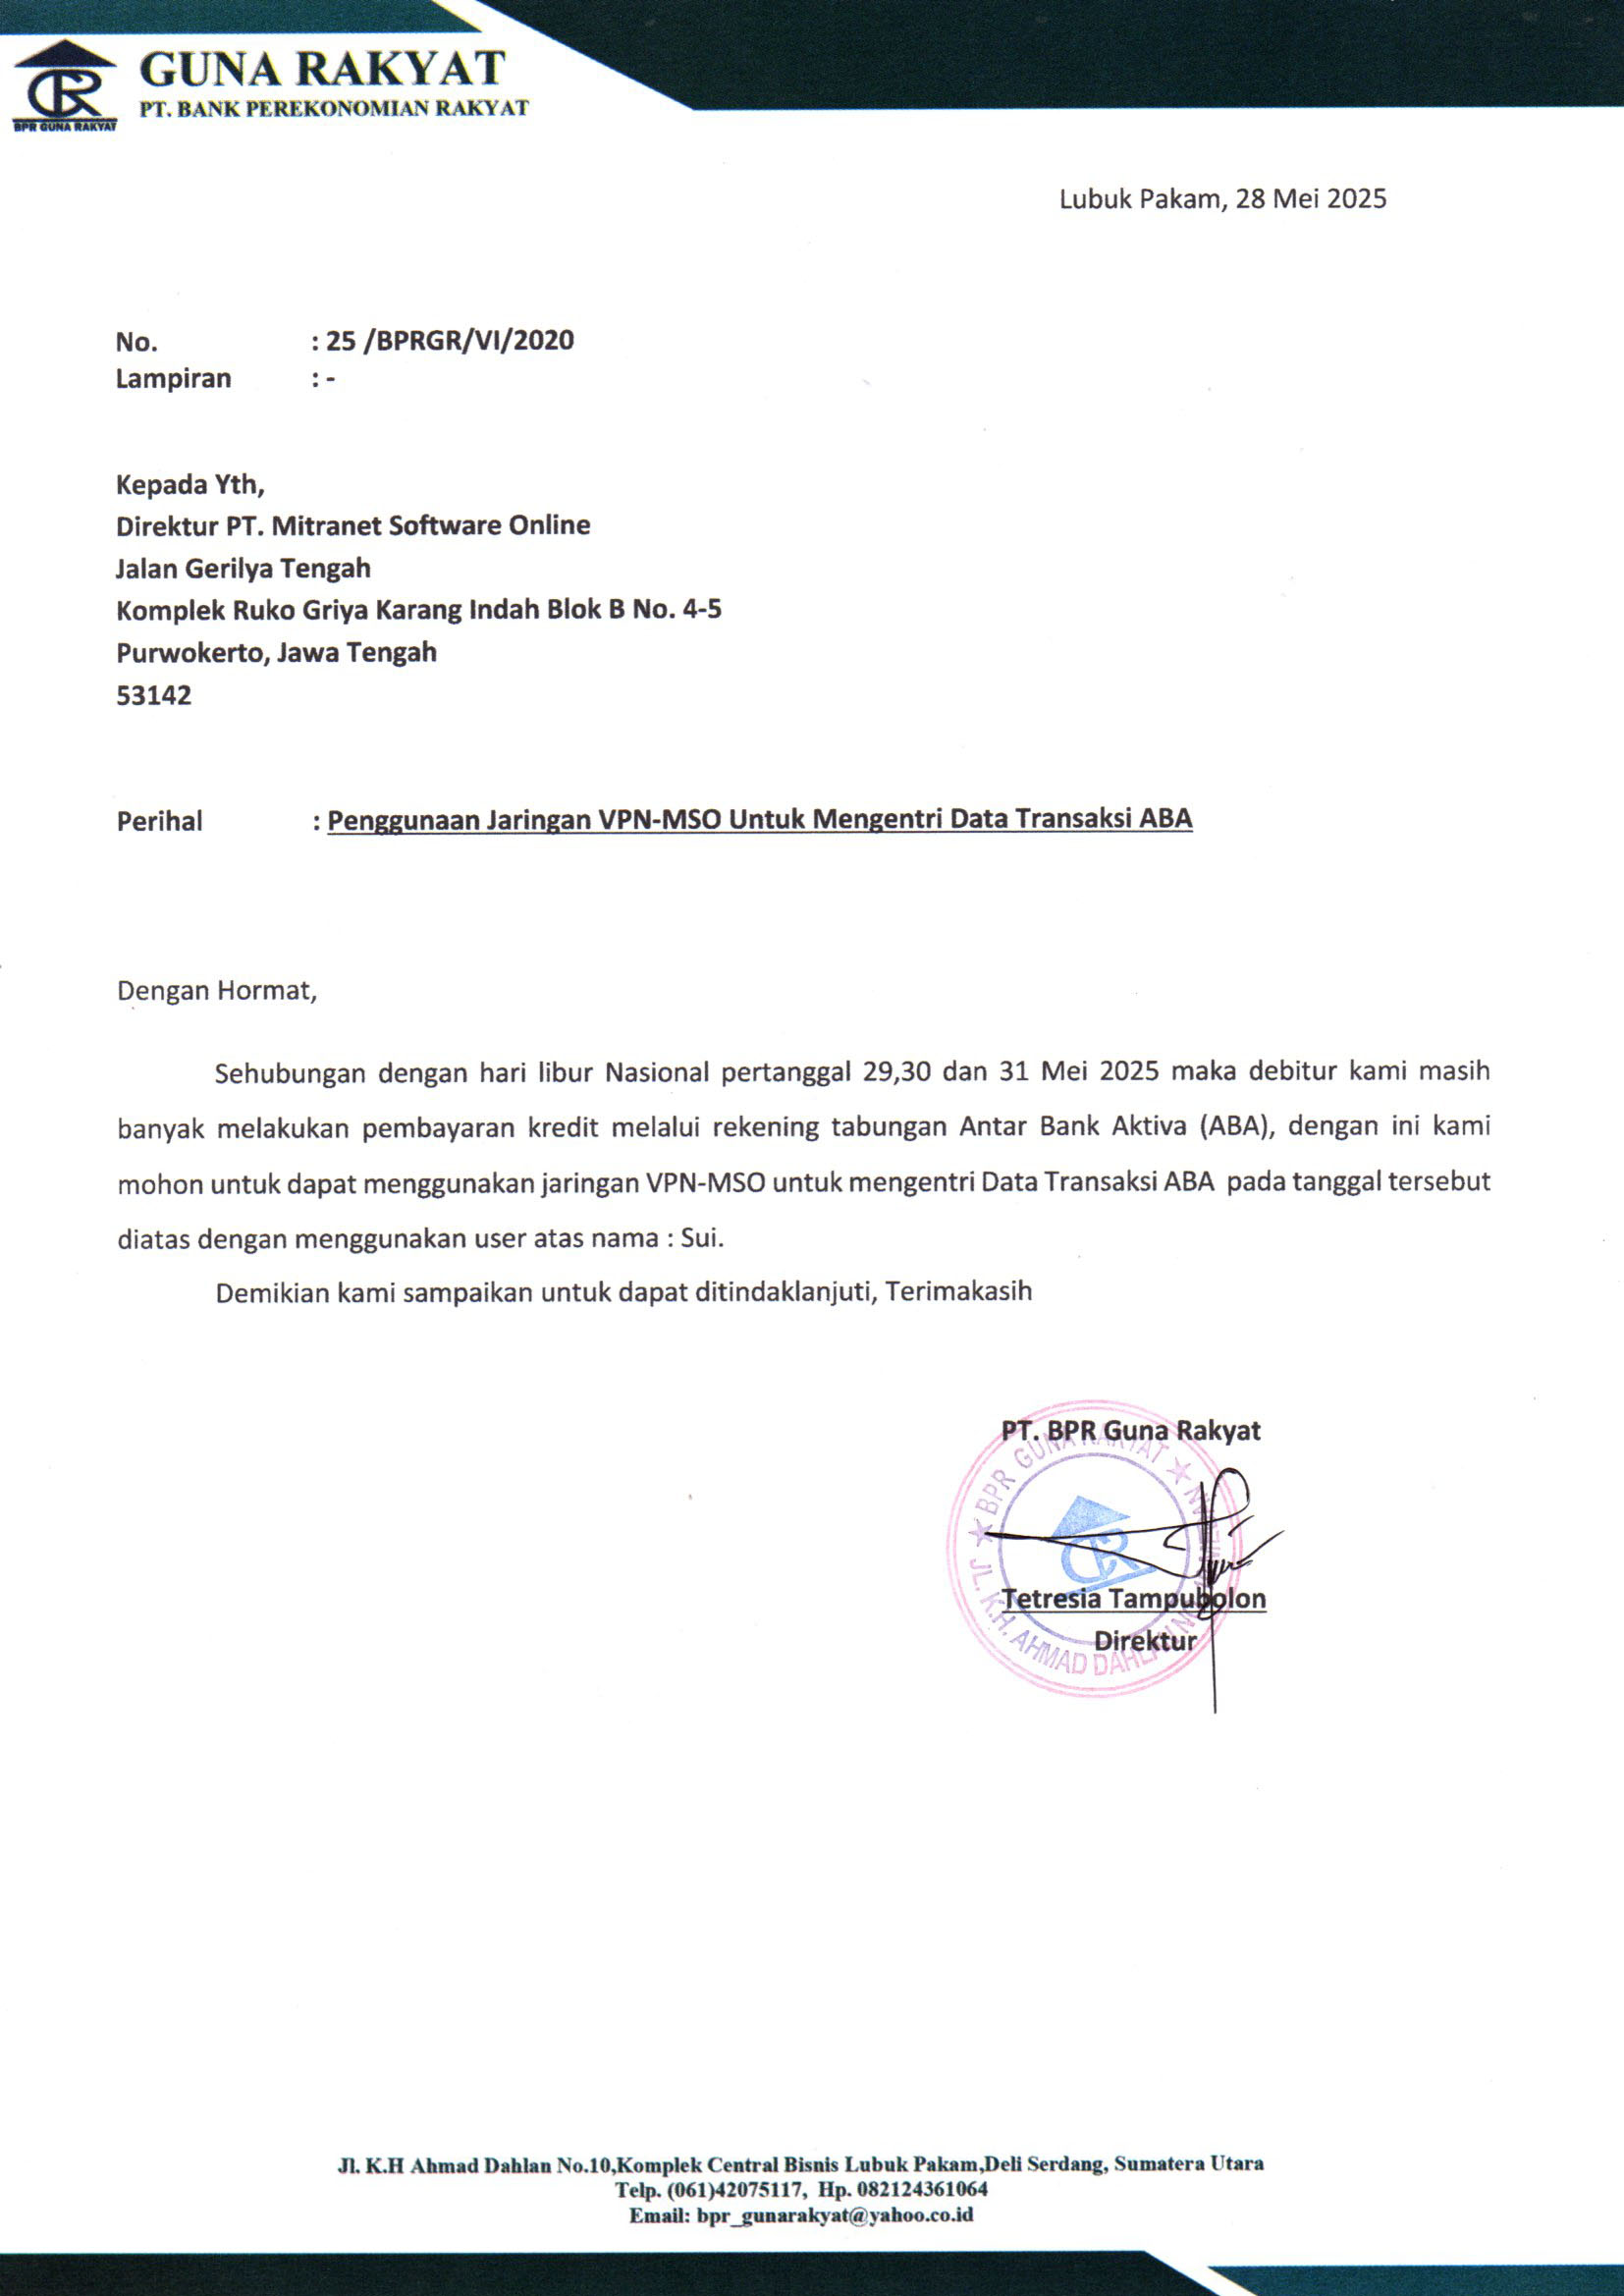 GUNA RAKYAT
PT. BANK PEREKONOMIAN RAKYAT
BPR GUNA RAKYAT
Lubuk Pakam, 28 Mei 2025
No. : 25 /BPRGR/VI/2020
Lampiran : -
Kepada Yth,
Direktur PT. Mitranet Software Online
Jalan Gerilya Tengah
Komplek Ruko Griya Karang Indah Blok B No. 4-5
Purwokerto, Jawa Tengah
53142
Perihal : Penggunaan Jaringan VPN-MSO Untuk Mengentri Data Transaksi ABA
Dengan Hormat,
Sehubungan dengan hari libur Nasional pertanggal 29,30 dan 31 Mei 2025 maka debitur kami masih
banyak melakukan pembayaran kredit melalui rekening tabungan Antar Bank Aktiva (ABA), dengan ini kami
mohon untuk dapat menggunakan jaringan VPN-MSO untuk mengentri Data Transaksi ABA pada tanggal tersebut
diatas dengan menggunakan user atas nama : Sui.
Demikian kami sampaikan untuk dapat ditindaklanjuti, Terimakasih
PT. BPR Guna Rakyat
BPR GUNA RAKYAT
JL. K.H. AHMAD DAHLAN
Tetresia Tampubolon
Direktur
Jl. K.H Ahmad Dahlan No.10,Komplek Central Bisnis Lubuk Pakam,Deli Serdang, Sumatera Utara
Telp. (061)42075117, Hp. 082124361064
Email: bpr_gunarakyat@yahoo.co.id